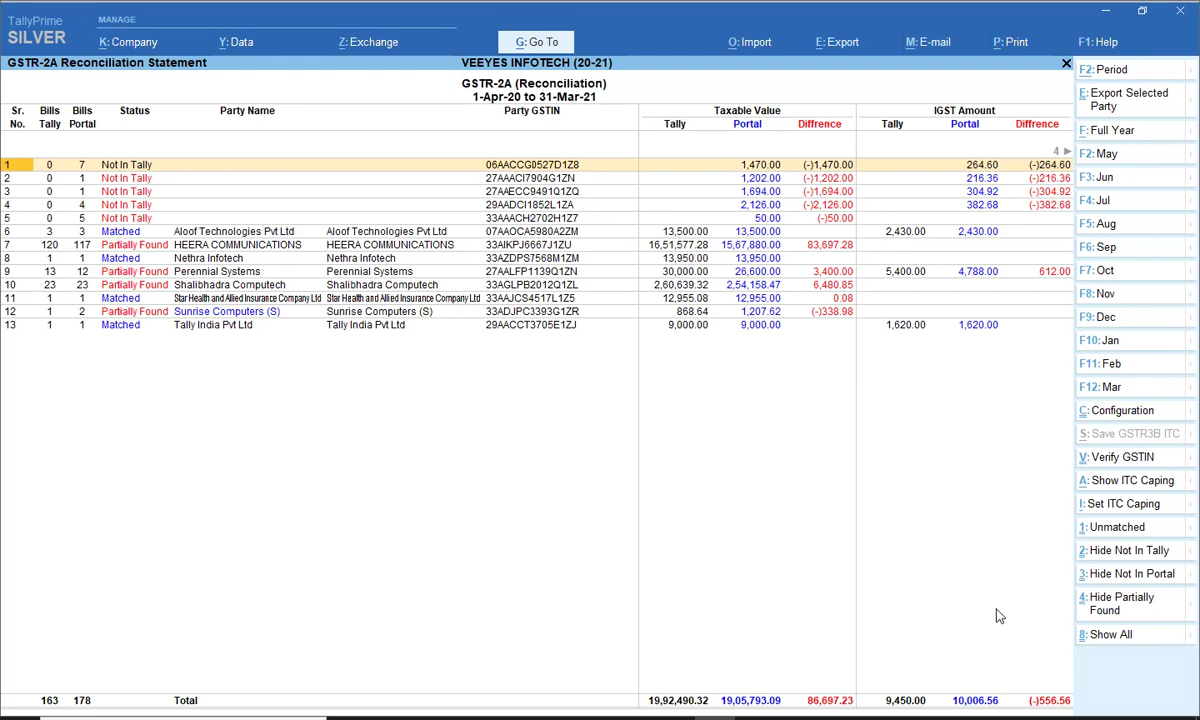 TallyPrime
SILVER
MANAGE
K: Company Y: Data Z: Exchange G: Go To O: Import E: Export M: E-mail P: Print F1: Help
GSTR-2A Reconciliation Statement VEEYES INFOTECH (20-21)
GSTR-2A (Reconciliation)
1-Apr-20 to 31-Mar-21
Sr. No. Bills Tally Bills Portal Status Party Name Party GSTIN Taxable Value IGST Amount
Tally Portal Diffrence Tally Portal Diffrence
4
1 0 7 Not In Tally 06AACCG0527D1Z8 1,470.00 (-)1,470.00 264.60 (-)264.60
2 0 1 Not In Tally 27AAACI7904G1ZN 1,202.00 (-)1,202.00 216.36 (-)216.36
3 0 1 Not In Tally 27AAECC9491Q1ZQ 1,694.00 (-)1,694.00 304.92 (-)304.92
4 0 4 Not In Tally 29AADCI1852L1ZA 2,126.00 (-)2,126.00 382.68 (-)382.68
5 0 5 Not In Tally 33AAACH2702H1Z7 50.00 (-)50.00
6 3 3 Matched Aloof Technologies Pvt Ltd Aloof Technologies Pvt Ltd 07AAOCA5980A2ZM 13,500.00 13,500.00 2,430.00 2,430.00
7 120 117 Partially Found HEERA COMMUNICATIONS HEERA COMMUNICATIONS 33AIKPJ6667J1ZU 16,51,577.28 15,67,880.00 83,697.28
8 1 1 Matched Nethra Infotech Nethra Infotech 33AZDPS7568M1ZM 13,950.00 13,950.00
9 13 12 Partially Found Perennial Systems Perennial Systems 27AALFP1139Q1ZN 30,000.00 26,600.00 3,400.00 5,400.00 4,788.00 612.00
10 23 23 Partially Found Shalibhadra Computech Shalibhadra Computech 33AGLPB2012Q1ZL 2,60,639.32 2,54,158.47 6,480.85
11 1 1 Matched Star Health and Allied Insurance Company Ltd Star Health and Allied Insurance Company Ltd 33AAJCS4517L1Z5 12,955.08 12,955.00 0.08
12 1 2 Partially Found Sunrise Computers (S) Sunrise Computers (S) 33ADJPC3393G1ZR 868.64 1,207.62 (-)338.98
13 1 1 Matched Tally India Pvt Ltd Tally India Pvt Ltd 29AACCT3705E1ZJ 9,000.00 9,000.00 1,620.00 1,620.00
163 178 Total 19,92,490.32 19,05,793.09 86,697.23 9,450.00 10,006.56 (-)556.56
F2: Period
E: Export Selected
Party
F: Full Year
F2: May
F3: Jun
F4: Jul
F5: Aug
F6: Sep
F7: Oct
F8: Nov
F9: Dec
F10: Jan
F11: Feb
F12: Mar
C: Configuration
S: Save GSTR3B ITC
V: Verify GSTIN
A: Show ITC Caping
I: Set ITC Caping
1: Unmatched
2: Hide Not In Tally
3: Hide Not In Portal
4: Hide Partially
Found
8: Show All